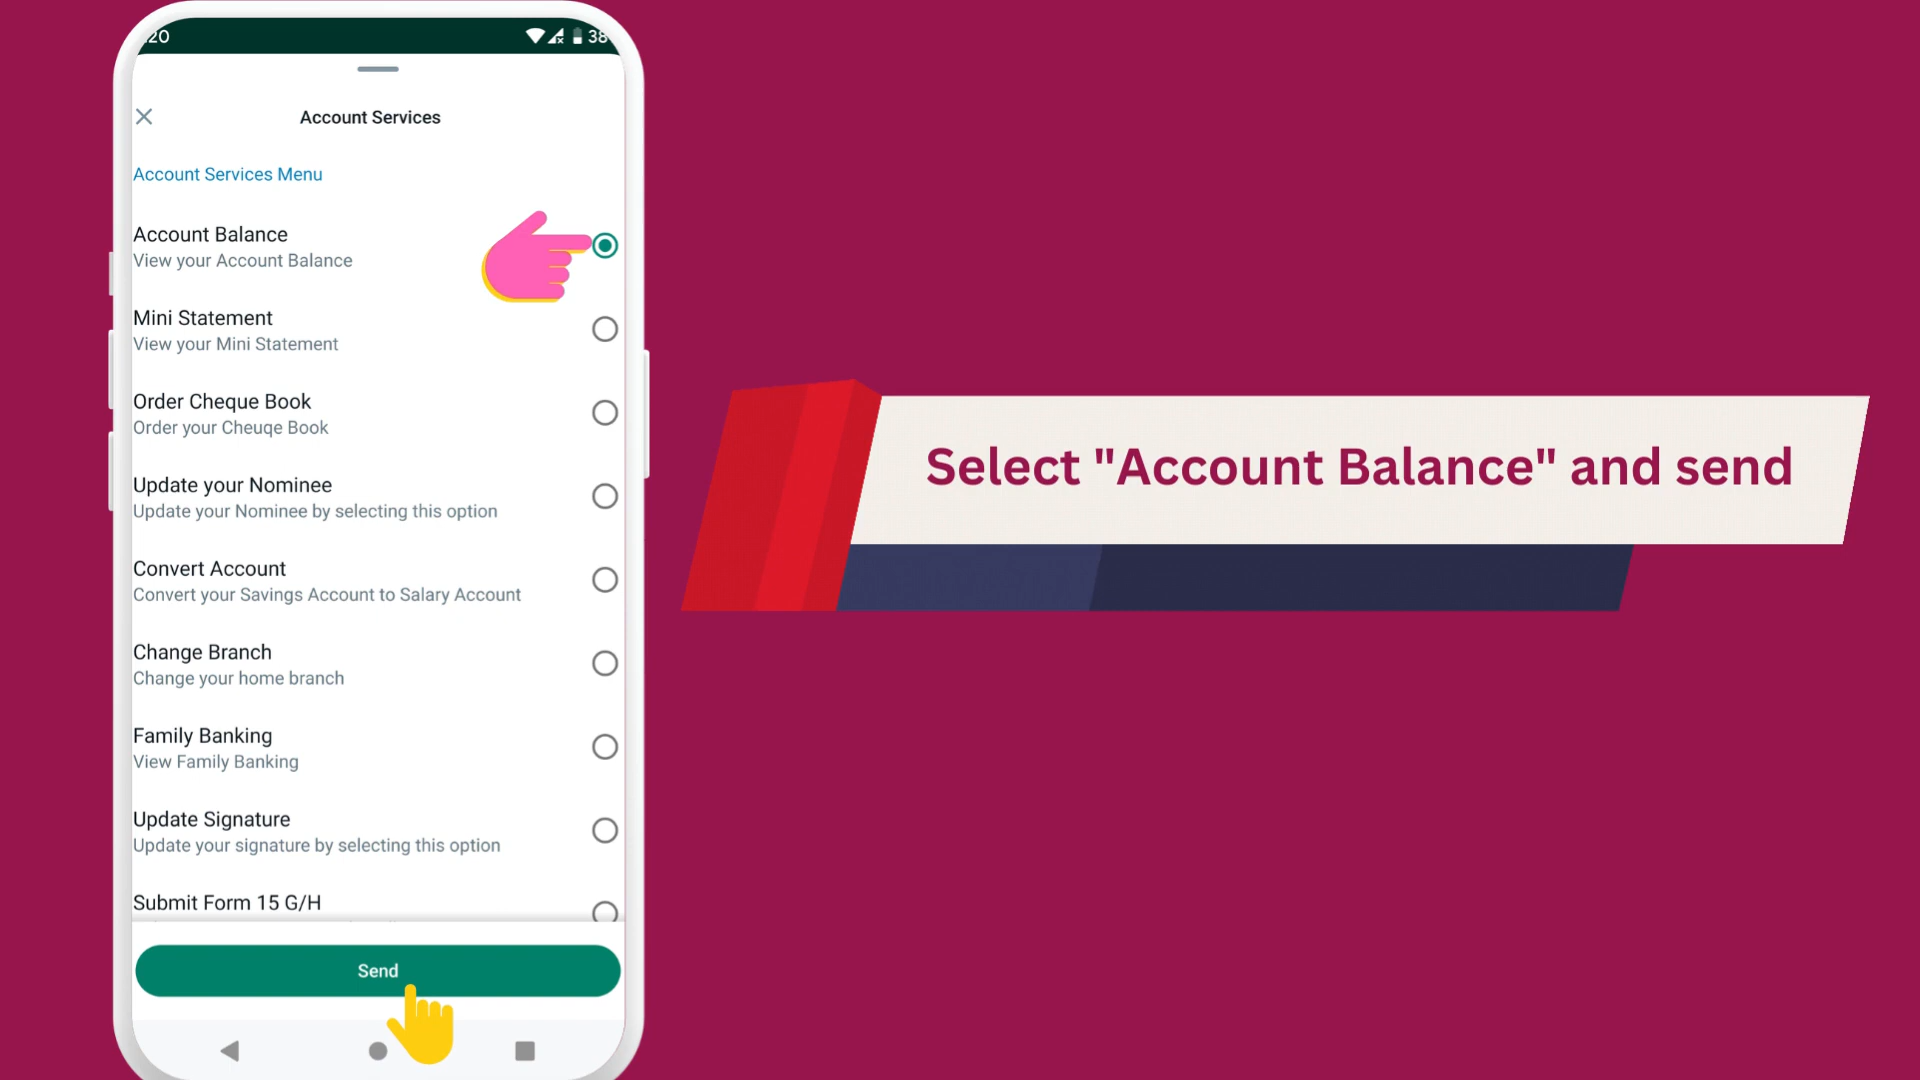 20
38
Account Services
Account Services Menu
Account Balance
View your Account Balance
Mini Statement
View your Mini Statement
Order Cheque Book
Order your Cheuqe Book
Update your Nominee
Update your Nominee by selecting this option
Convert Account
Convert your Savings Account to Salary Account
Change Branch
Change your home branch
Family Banking
View Family Banking
Update Signature
Update your signature by selecting this option
Submit Form 15 G/H
Send
Select "Account Balance" and send